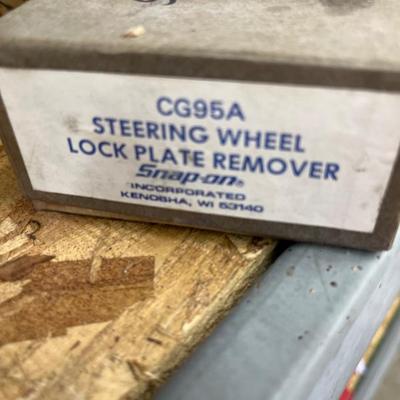 CG95A
STEERING WHEEL
LOCK PLATE REMOVER
Snap-on®
INCORPORATED
KENOSHA, WI 53140